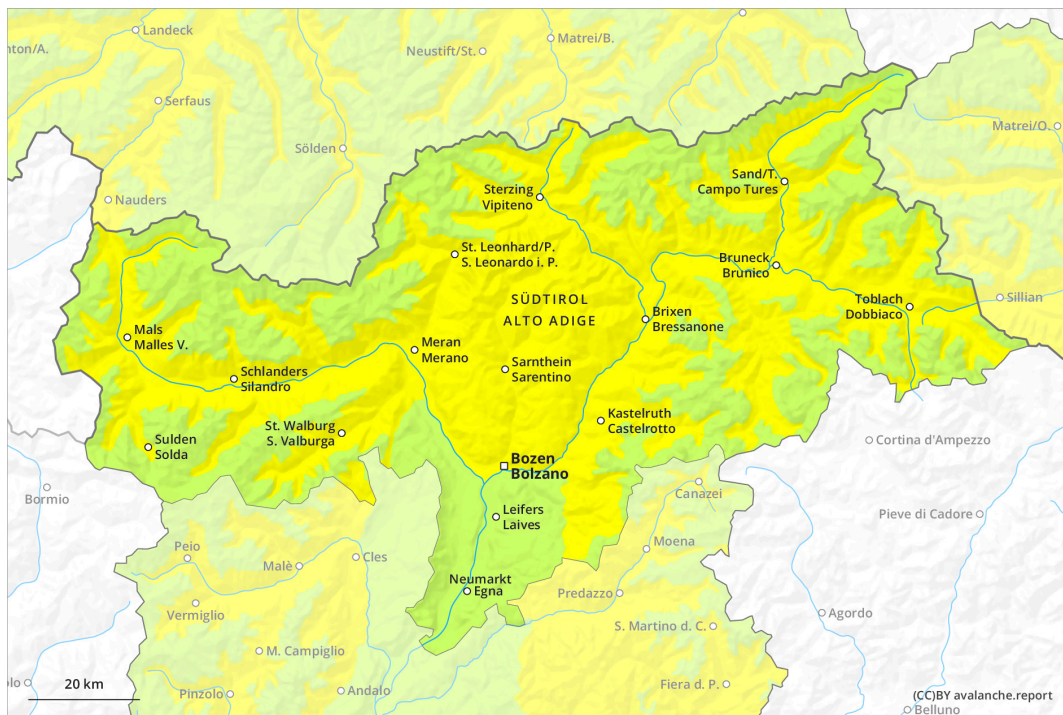 Landeck
nton/A.
Matrei/B.
Neustift/St.
Serfaus
Sölden
Matrei/O.
Nauders
Sand/T.
Campo Tures
Sterzing
Vipiteno
St. Leonhard/P.
S. Leonardo i. P.
Bruneck
Brunico
SÜDTIROL
ALTO ADIGE
Toblach
Dobbiaco
Sillian
Brixen
Bressanone
Mals
Malles V.
Meran
Merano
Schlanders
Silandro
Sarnthein
Sarentino
Kastelruth
Castelrotto
St. Walburg
S. Valburga
Sulden
Solda
Cortina d'Ampezzo
Bozen
Bolzano
Bormio
Canazei
Leifers
Laives
Pieve di Cadore
Moena
Peio
Malè
Cles
Neumarkt
Egna
Predazzo
Vermiglio
Agordo
S. Martino d. C.
M. Campiglio
Fiera d. P.
20 km
lo
Pinzolo
Andalo
(CC)BY avalanche.report
Belluno